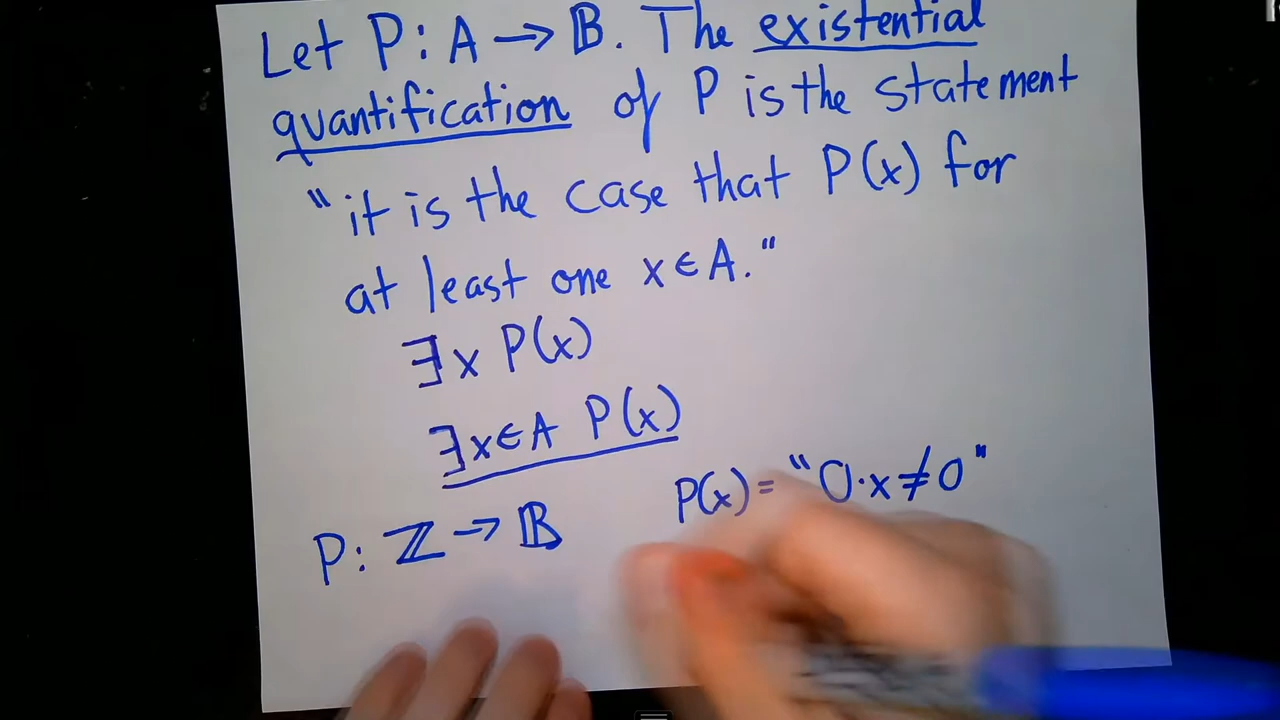 Let P: A → 𝔹. The existential
quantification of P is the statement
"it is the case that P(x) for
at least one x ∈ A."
∃x P(x)
∃x∈A P(x)
P(x) = "0·x ≠ 0"
P: ℤ → 𝔹